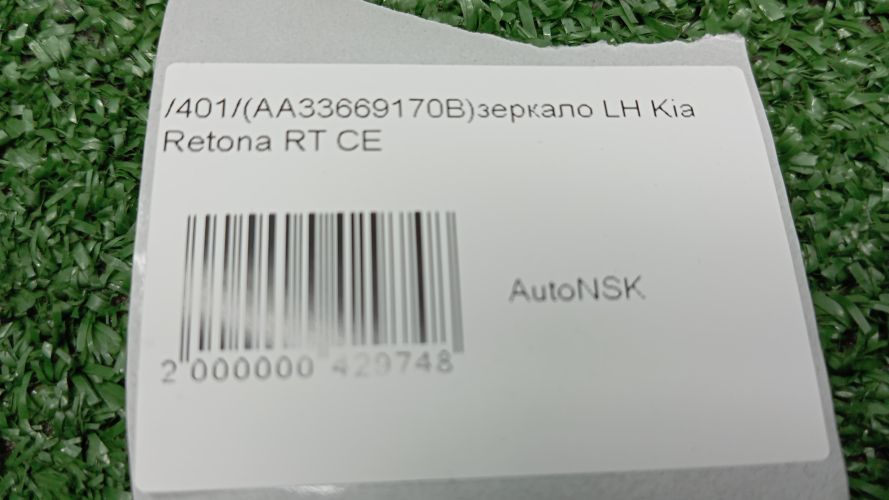 /401/(AA33669170B)зеркало LH Kia
Retona RT CE
AutoNSK
2 000000 429748